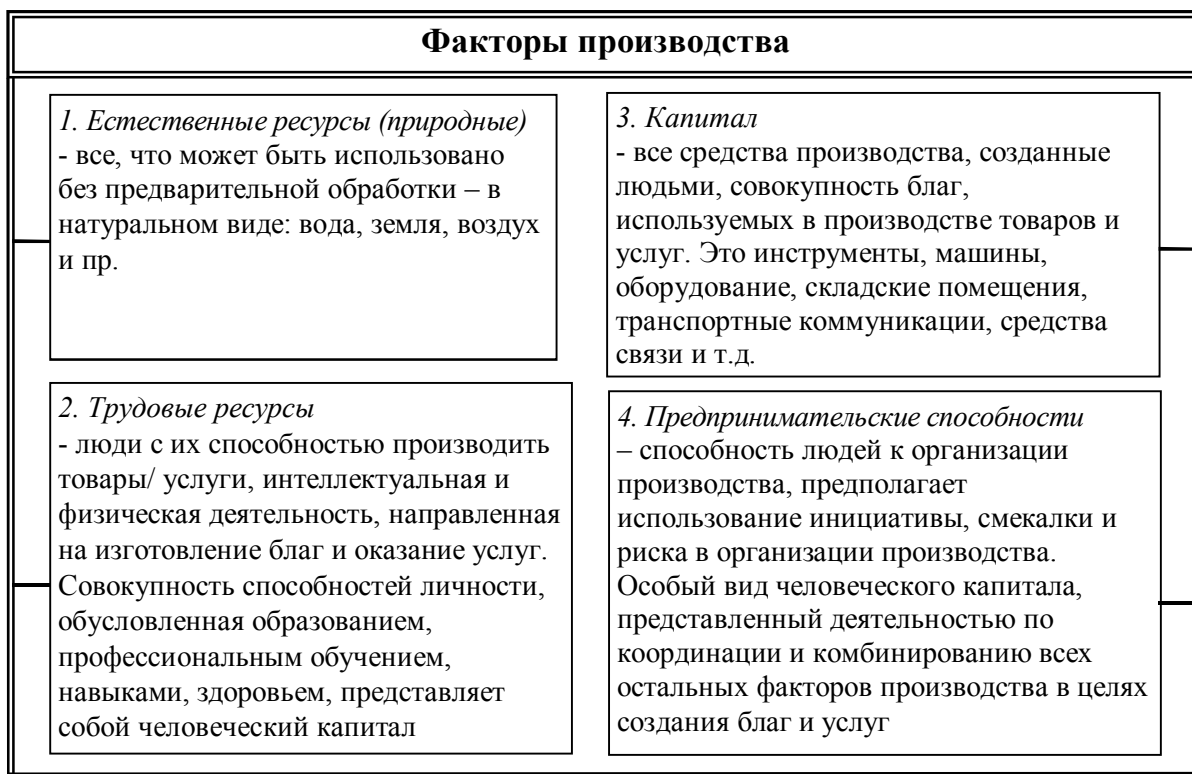 Факторы производства
1. Естественные ресурсы (природные)
- все, что может быть использовано
без предварительной обработки – в
натуральном виде: вода, земля, воздух
и пр.
2. Трудовые ресурсы
- люди с их способностью производить
товары/ услуги, интеллектуальная и
физическая деятельность, направленная
на изготовление благ и оказание услуг.
Совокупность способностей личности,
обусловленная образованием,
профессиональным обучением,
навыками, здоровьем, представляет
собой человеческий капитал
3. Капитал
- все средства производства, созданные
людьми, совокупность благ,
используемых в производстве товаров и
услуг. Это инструменты, машины,
оборудование, складские помещения,
транспортные коммуникации, средства
связи и т.д.
4. Предпринимательские способности
– способность людей к организации
производства, предполагает
использование инициативы, смекалки и
риска в организации производства.
Особый вид человеческого капитала,
представленный деятельностью по
координации и комбинированию всех
остальных факторов производства в целях
создания благ и услуг